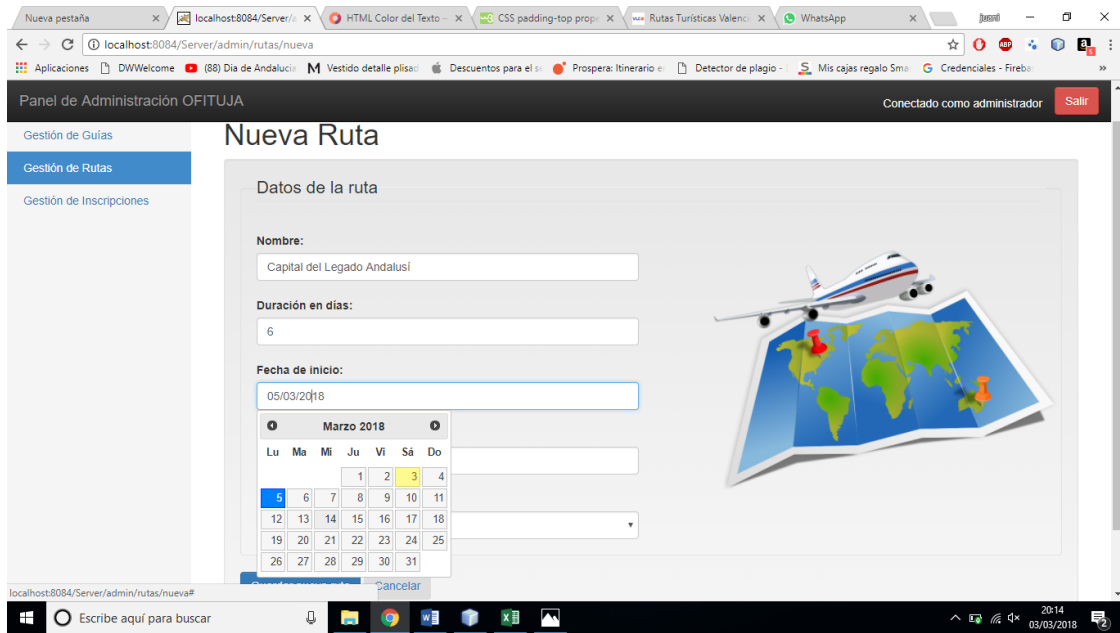 Nueva pestaña
localhost:8084/Server/a
HTML Color del Texto –
CSS padding-top prope
Rutas Turísticas Valenci
WhatsApp
juani
localhost:8084/Server/admin/rutas/nueva
Aplicaciones DWWelcome (88) Dia de Andalucia Vestido detalle plisad Descuentos para el se Prospera: Itinerario e Detector de plagio - Mis cajas regalo Sma Credenciales - Fireba »
Panel de Administración OFITUJA
Conectado como administrador
Salir
Gestión de Guías
Gestión de Rutas
Gestión de Inscripciones
Nueva Ruta
Datos de la ruta
Nombre:
Capital del Legado Andalusí
Duración en días:
6
Fecha de inicio:
05/03/2018
Marzo 2018
Lu Ma Mi Ju Vi Sá Do
1 2 3 4
5 6 7 8 9 10 11
12 13 14 15 16 17 18
19 20 21 22 23 24 25
26 27 28 29 30 31
Cancelar
localhost:8084/Server/admin/rutas/nueva#
Escribe aquí para buscar
20:14
03/03/2018